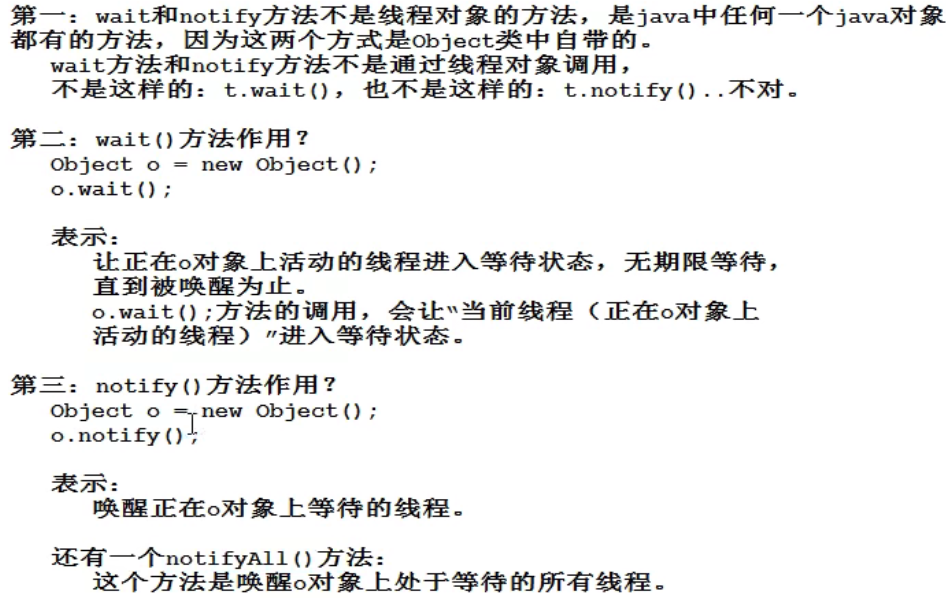 第一：wait和notify方法不是线程对象的方法，是java中任何一个java对象
都有的方法，因为这两个方式是Object类中自带的。
wait方法和notify方法不是通过线程对象调用，
不是这样的：t.wait()，也不是这样的：t.notify()..不对。
第二：wait()方法作用？
Object o = new Object();
o.wait();
表示：
让正在o对象上活动的线程进入等待状态，无期限等待，
直到被唤醒为止。
o.wait();方法的调用，会让“当前线程（正在o对象上
活动的线程）”进入等待状态。
第三：notify()方法作用？
Object o = new Object();
o.notify();
表示：
唤醒正在o对象上等待的线程。
还有一个notifyAll()方法：
这个方法是唤醒o对象上处于等待的所有线程。